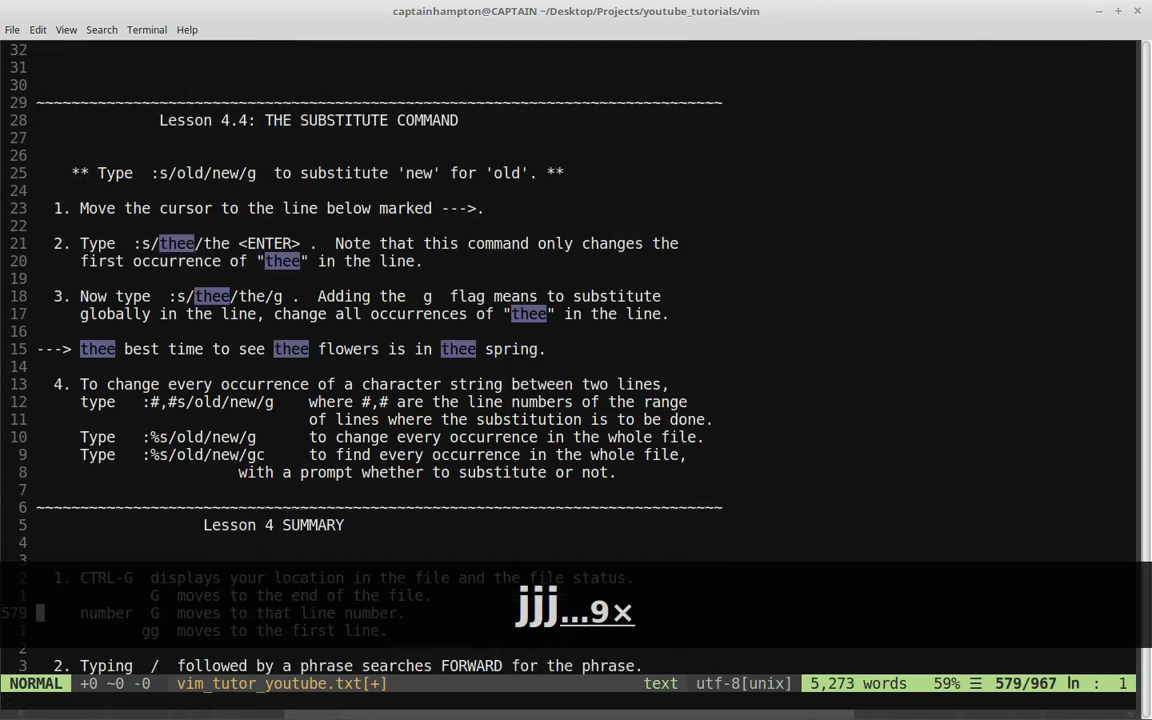 captainhampton@CAPTAIN ~/Desktop/Projects/youtube_tutorials/vim
File Edit View Search Terminal Help
32
31
30
29 ~~~~~~~~~~~~~~~~~~~~~~~~~~~~~~~~~~~~~~~~~~~~~~~~~~~~~~~~~~~~~~~~~~~~~~~~~~~~~~
28 Lesson 4.4: THE SUBSTITUTE COMMAND
27
26
25 ** Type :s/old/new/g to substitute 'new' for 'old'. **
24
23 1. Move the cursor to the line below marked --->.
22
21 2. Type :s/thee/the <ENTER> . Note that this command only changes the
20 first occurrence of "thee" in the line.
19
18 3. Now type :s/thee/the/g . Adding the g flag means to substitute
17 globally in the line, change all occurrences of "thee" in the line.
16
15 ---> thee best time to see thee flowers is in thee spring.
14
13 4. To change every occurrence of a character string between two lines,
12 type :#,#s/old/new/g where #,# are the line numbers of the range
11 of lines where the substitution is to be done.
10 Type :%s/old/new/g to change every occurrence in the whole file.
9 Type :%s/old/new/gc to find every occurrence in the whole file,
8 with a prompt whether to substitute or not.
7
6 ~~~~~~~~~~~~~~~~~~~~~~~~~~~~~~~~~~~~~~~~~~~~~~~~~~~~~~~~~~~~~~~~~~~~~~~~~~~~~~
5 Lesson 4 SUMMARY
4
3
2 1. CTRL-G displays your location in the file and the file status.
1 G moves to the end of the file.
579 number G moves to that line number.
1 gg moves to the first line.
2
3 2. Typing / followed by a phrase searches FORWARD for the phrase.
jjj...9×
NORMAL +0 ~0 -0 vim_tutor_youtube.txt[+] text utf-8[unix] 5,273 words 59% ☰ 579/967 ln : 1